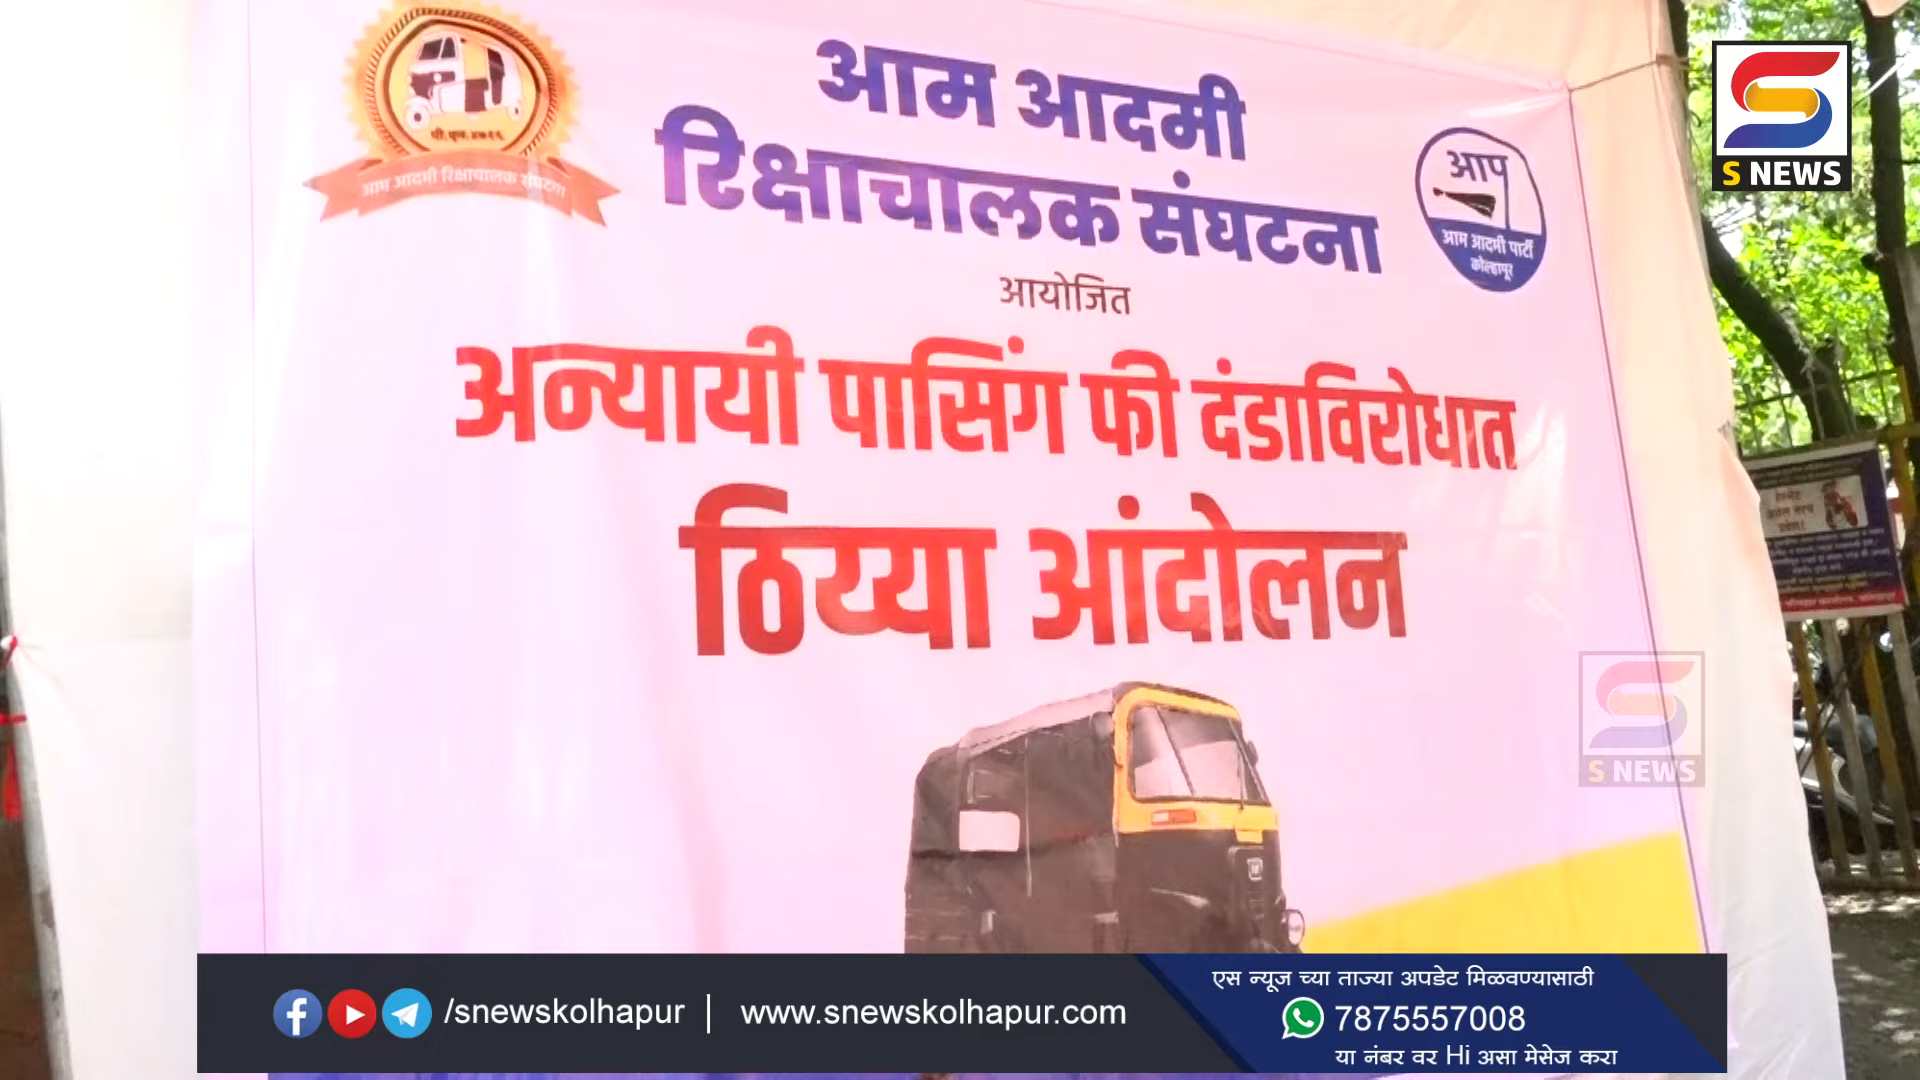 आम आदमी
रिक्षाचालक संघटना
आयोजित
अन्यायी पासिंग फी दंडाविरोधात
ठिय्या आंदोलन
आम आदमी रिक्षाचालक संघटना
आप
आम आदमी पार्टी
कोल्हापूर
S NEWS
S NEWS
/snewskolhapur | www.snewskolhapur.com
एस न्यूज च्या ताज्या अपडेट मिळवण्यासाठी
7875557008
या नंबर वर Hi असा मेसेज करा